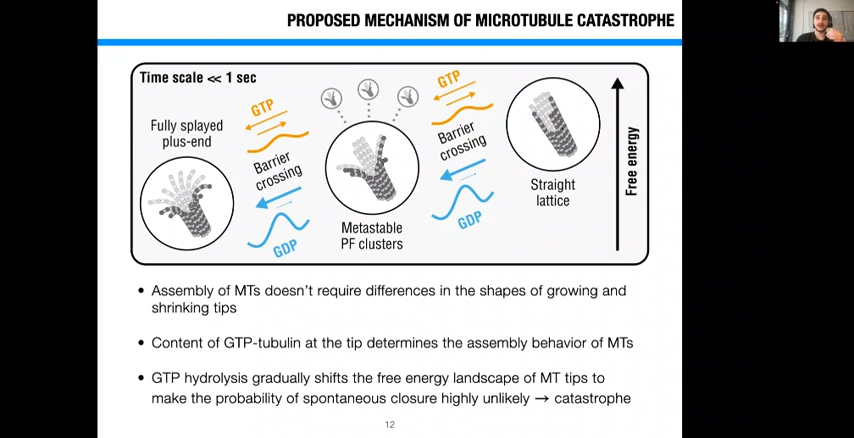 PROPOSED MECHANISM OF MICROTUBULE CATASTROPHE
Time scale << 1 sec
Fully splayed
plus-end
GTP
Barrier
crossing
GDP
Metastable
PF clusters
GTP
Barrier
crossing
GDP
Straight
lattice
Free energy
• Assembly of MTs doesn't require differences in the shapes of growing and
shrinking tips
• Content of GTP-tubulin at the tip determines the assembly behavior of MTs
• GTP hydrolysis gradually shifts the free energy landscape of MT tips to
make the probability of spontaneous closure highly unlikely → catastrophe
12